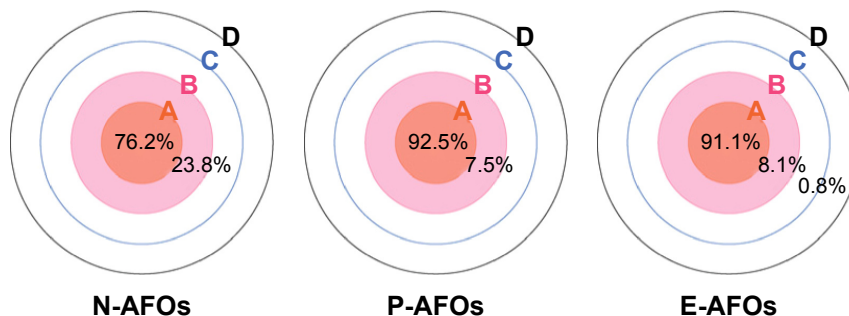 D D D
C C C
B B B
A A A
76.2% 92.5% 91.1%
23.8% 7.5% 8.1%
0.8%
N-AFOs P-AFOs E-AFOs